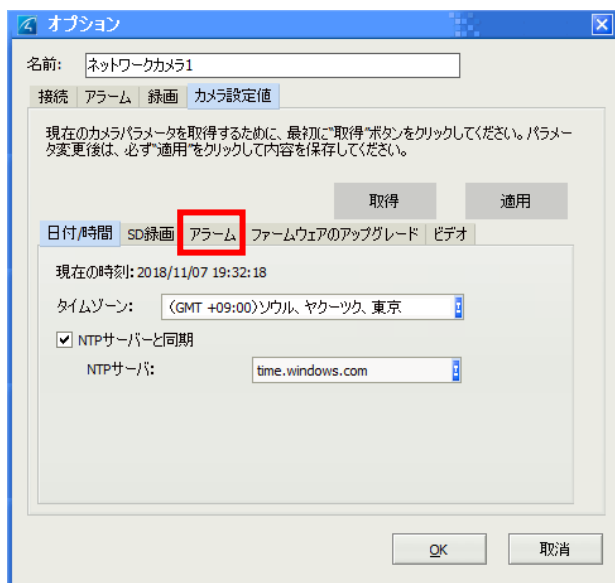 オプション
名前: ネットワークカメラ1
接続 アラーム 録画 カメラ設定値
現在のカメラパラメータを取得するために、最初に"取得"ボタンをクリックしてください。パラメー
タ変更後は、必ず"適用"をクリックして内容を保存してください。
取得 適用
日付/時間 SD録画 アラーム ファームウェアのアップグレード ビデオ
現在の時刻: 2018/11/07 19:32:18
タイムゾーン: (GMT +09:00)ソウル、ヤクーツク、東京
NTPサーバーと同期
NTPサーバ: time.windows.com
OK 取消